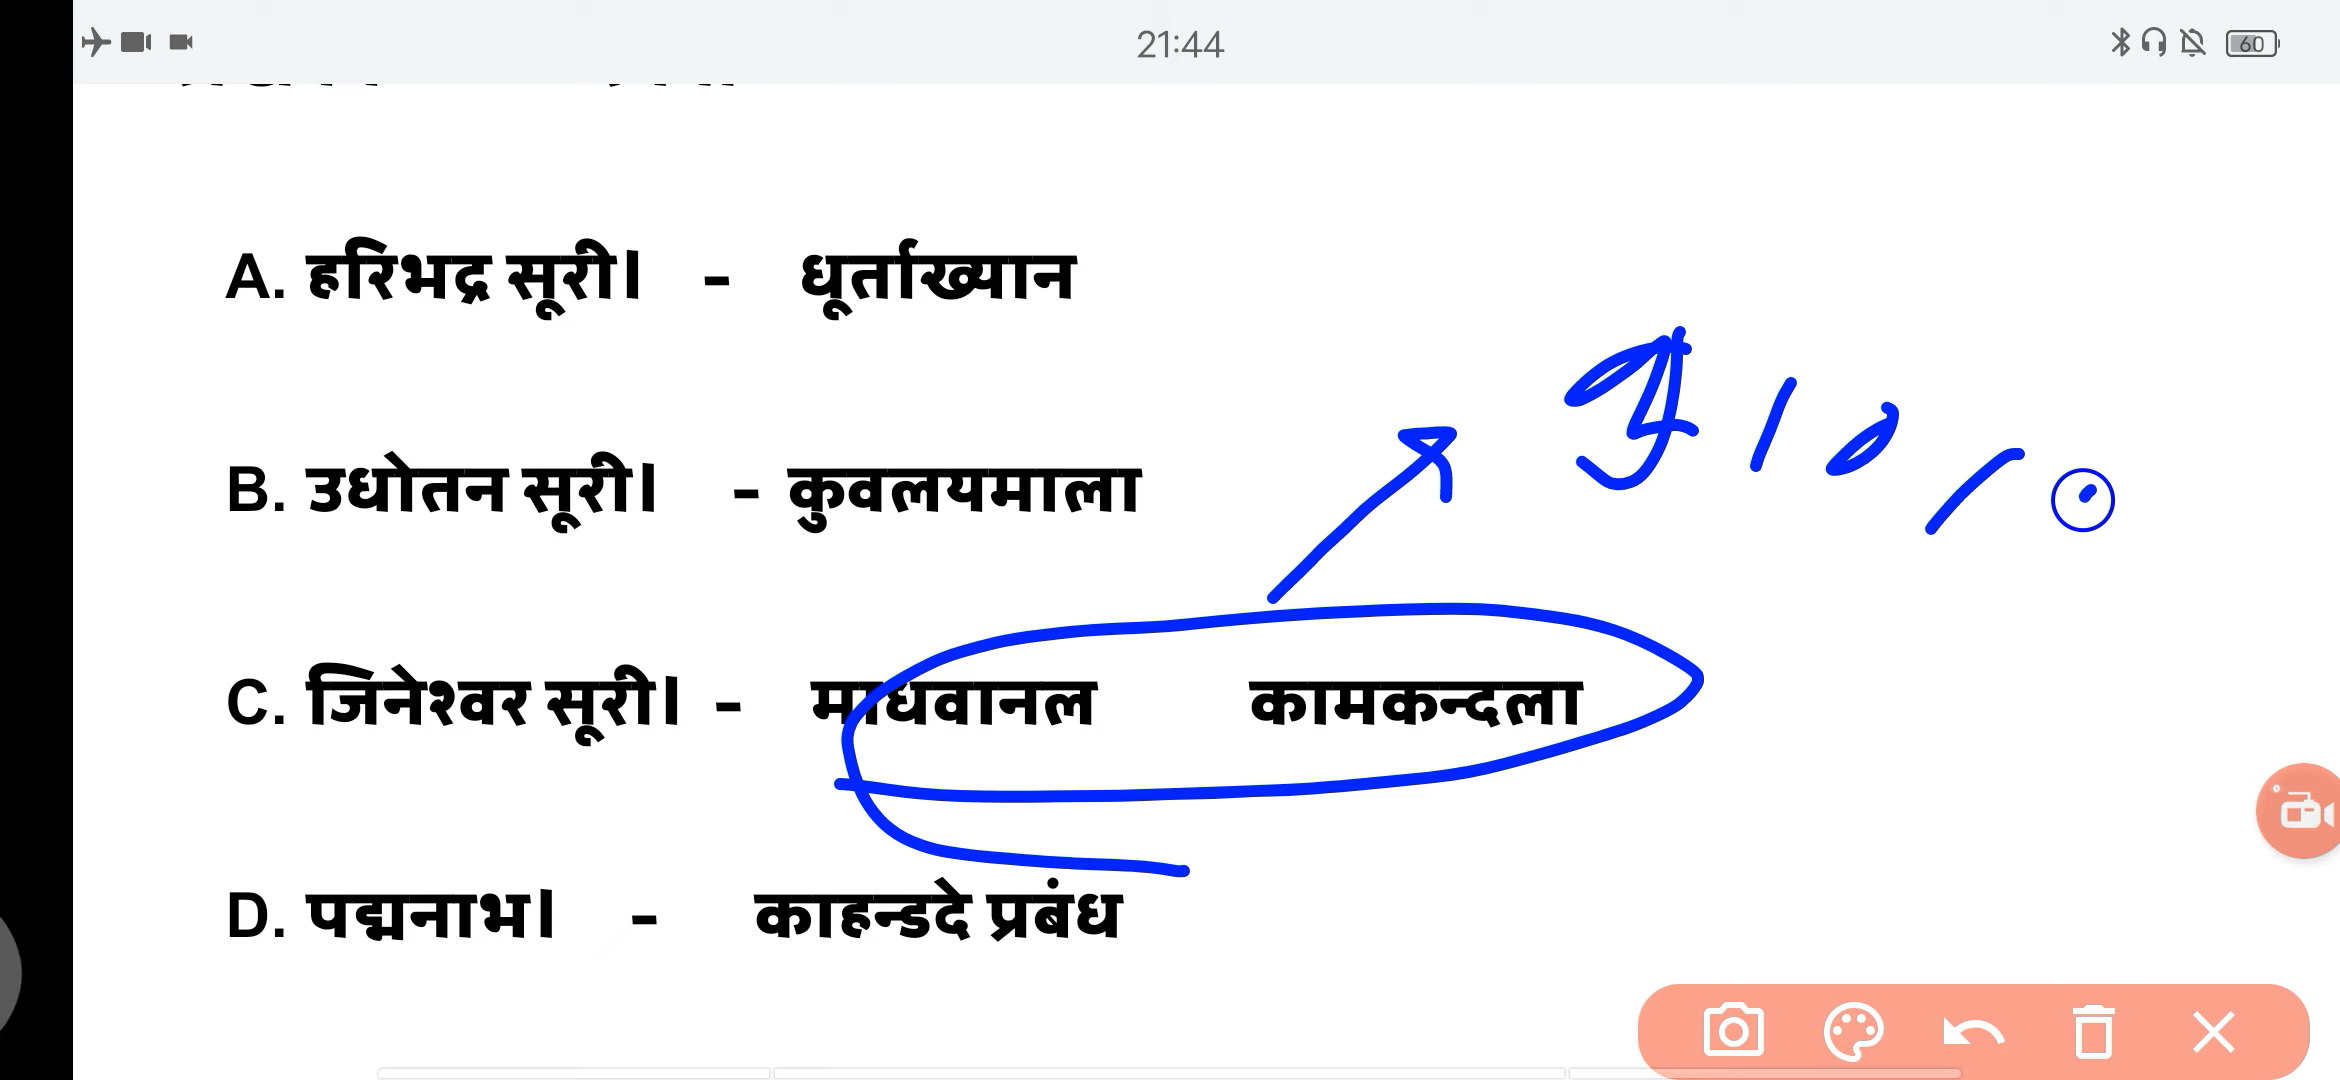 21:44
60
A. हरिभद्र सूरी। - धूर्ताख्यान
B. उधोतन सूरी। - कुवलयमाला
C. जिनेश्वर सूरी। - माधवानल कामकन्दला
D. पद्मनाभ। - काहन्डदे प्रबंध